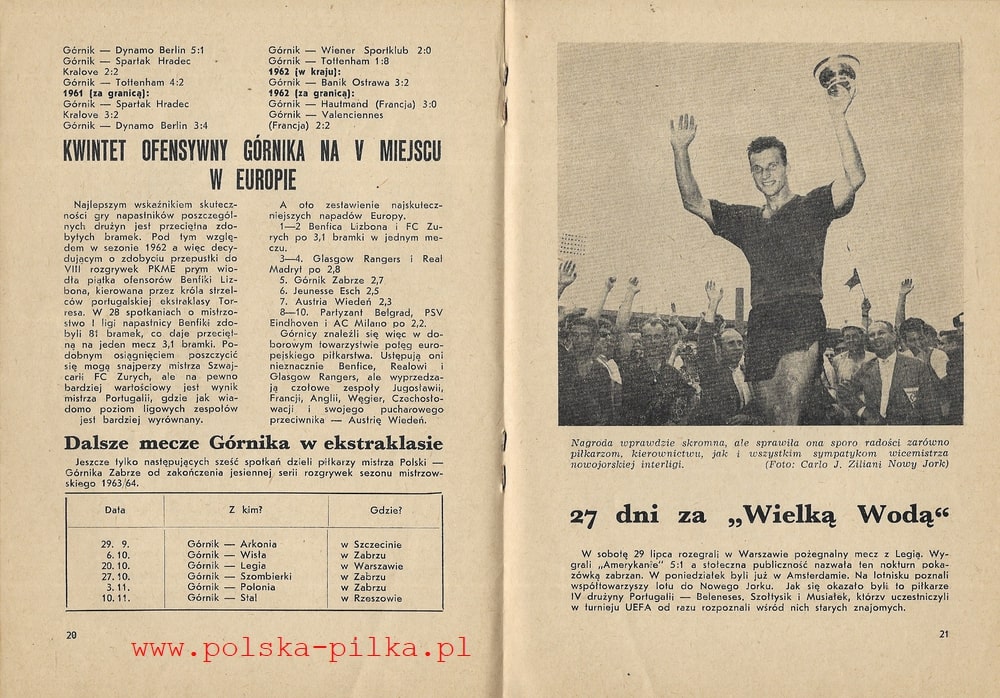 Górnik — Dynamo Berlin 5:1
Górnik — Spartak Hradec
Kralove 2:2
Górnik — Tottenham 4:2
1961 (za granicą):
Górnik — Spartak Hradec
Kralove 3:2
Górnik — Dynamo Berlin 3:4
Górnik — Wiener Sportklub 2:0
Górnik — Tottenham 1:8
1962 (w kraju):
Górnik — Banik Ostrawa 3:2
1962 (za granicą):
Górnik — Hautmand (Francja) 3:0
Górnik — Valenciennes
(Francja) 2:2
KWINTET OFENSYWNY GÓRNIKA NA V MIEJSCU
W EUROPIE
Najlepszym wskaźnikiem skutecz-
ności gry napastników poszczegól-
nych drużyn jest przeciętna zdo-
bytych bramek. Pod tym wzglę-
dem w sezonie 1962 a więc decy-
dującym o zdobyciu przepustki do
VIII rozgrywek PKME prym wio-
dła piątka ofensorów Benfiki Liz-
bona, kierowana przez króla strzel-
ców portugalskiej ekstraklasy Tor-
resa. W 28 spotkaniach o mistrzo-
stwo I ligi napastnicy Benfiki zdo-
byli 81 bramek, co daje przecięt-
ną na jeden mecz 3,1 bramki. Po-
dobnym osiągnięciem poszczycić
się mogą snajperzy mistrza Szwaj-
carii FC Zurych, ale na pewno
bardziej wartościowy jest wynik
mistrza Portugalii, gdzie jak wia-
domo poziom ligowych zespołów
jest bardziej wyrównany.
A oto zestawienie najskutecz-
niejszych napadów Europy.
1—2 Benfica Lizbona i FC Zu-
rych po 3,1 bramki w jednym me-
czu.
3—4. Glasgow Rangers i Real
Madryt po 2,8
5. Górnik Zabrze 2,7
6. Jeunesse Esch 2,5
7. Austria Wiedeń 2,3
8—10. Partyzant Belgrad, PSV
Eindhoven i AC Milano po 2,2.
Górnicy znaleźli się więc w do-
borowym towarzystwie potęg euro-
pejskiego piłkarstwa. Ustępują oni
nieznacznie Benfice, Realowi i
Glasgow Rangers, ale wyprzedza-
ją czołowe zespoły Jugosławii,
Francji, Anglii, Węgier, Czechosło-
wacji i swojego pucharowego
przeciwnika — Austrię Wiedeń.
Dalsze mecze Górnika w ekstraklasie
Jeszcze tylko następujących sześć spotkań dzieli piłkarzy mistrza Polski —
Górnika Zabrze od zakończenia jesiennej serii rozgrywek sezonu mistrzow-
skiego 1963/64.
Data Z kim? Gdzie?
29. 9. Górnik — Arkonia w Szczecinie
6. 10. Górnik — Wisła w Zabrzu
20. 10. Górnik — Legia w Warszawie
27. 10. Górnik — Szombierki w Zabrzu
3. 11. Górnik — Polonia w Zabrzu
10. 11. Górnik — Stal w Rzeszowie
20
www.polska-pilka.pl
Nagroda wprawdzie skromna, ale sprawiła ona sporo radości zarówno
piłkarzom, kierownictwu, jak i wszystkim sympatykom wicemistrza
nowojorskiej interligi. (Foto: Carlo J. Ziliani Nowy Jork)
27 dni za „Wielką Wodą“
W sobotę 29 lipca rozegrali w Warszawie pożegnalny mecz z Legią. Wy-
grali „Amerykanie" 5:1 a stołeczna publiczność nazwała ten nokturn poka-
zówką zabrzan. W poniedziałek byli już w Amsterdamie. Na lotnisku poznali
współtowarzyszy lotu do Nowego Jorku. Jak się okazało byli to piłkarze
IV drużyny Portugalii — Beleneses, Szołtysik i Musiałek, którzv uczestniczyli
w turnieju UEFA od razu rozpoznali wśród nich starych znajomych.
21